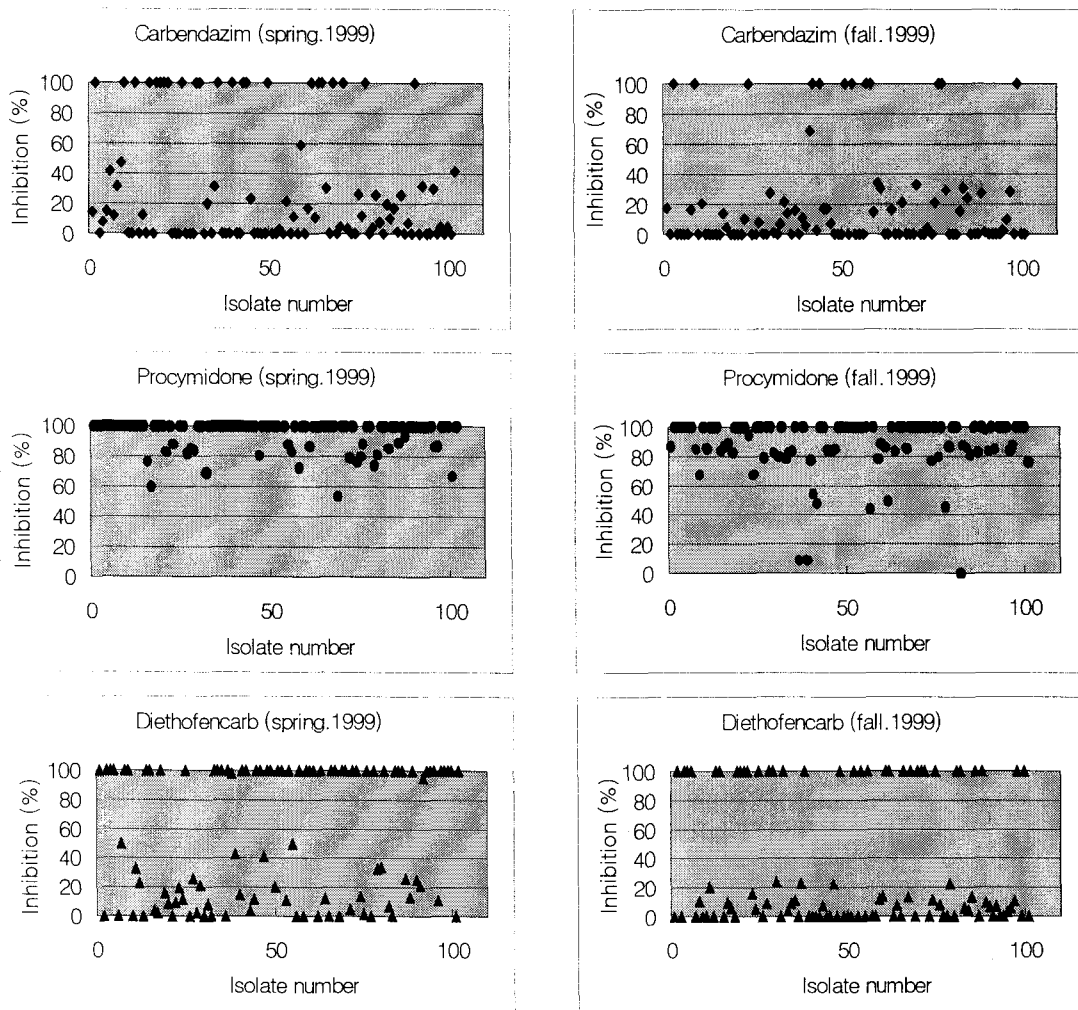 Carbendazim (spring.1999)
Inhibition (%)
100
80
60
40
20
0
0 50 100
Isolate number
Carbendazim (fall.1999)
Inhibition (%)
100
80
60
40
20
0
0 50 100
Isolate number
Procymidone (spring.1999)
Inhibition (%)
100
80
60
40
20
0
0 50 100
Isolate number
Procymidone (fall.1999)
Inhibition (%)
100
80
60
40
20
0
0 50 100
Isolate number
Diethofencarb (spring.1999)
Inhibition (%)
100
80
60
40
20
0
0 50 100
Isolate number
Diethofencarb (fall.1999)
Inhibition (%)
100
80
60
40
20
0
0 50 100
Isolate number